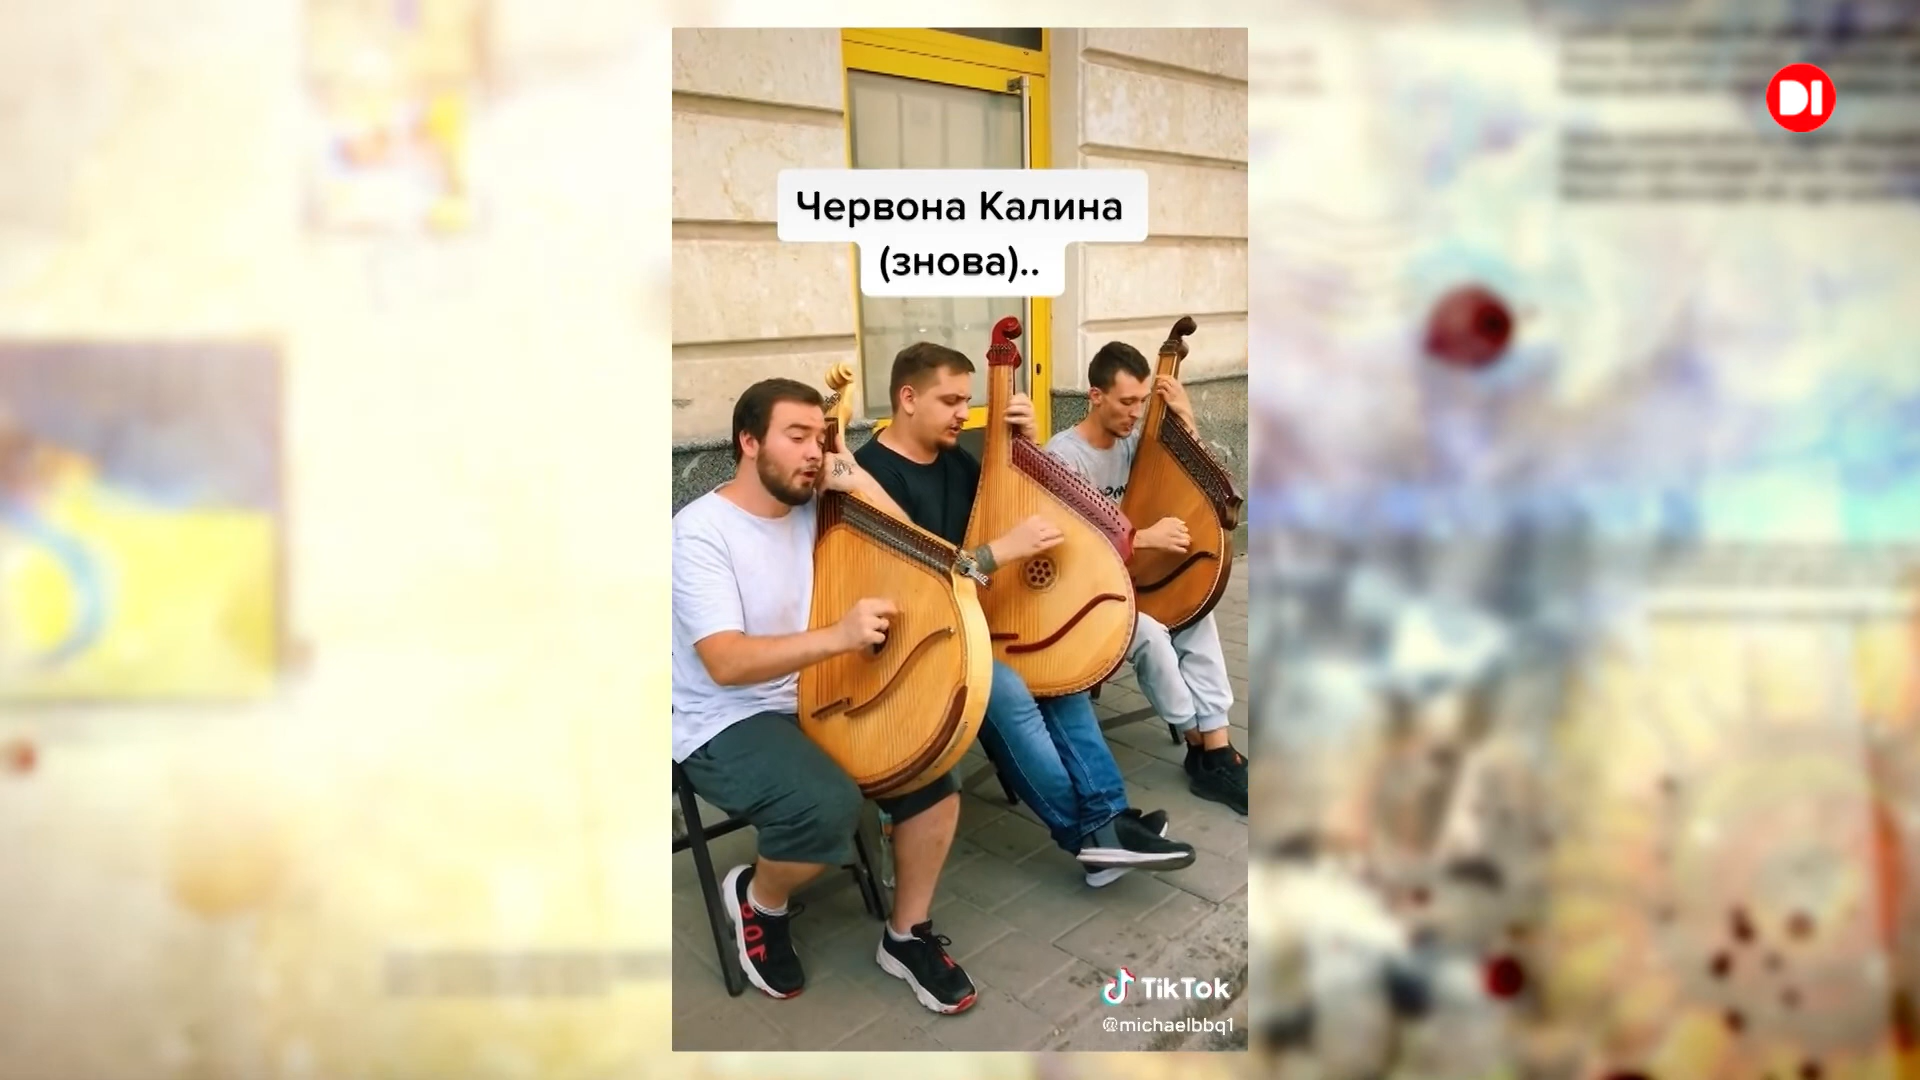 DI
Червона Калина
(знова)..
TikTok
@michaelbbq1